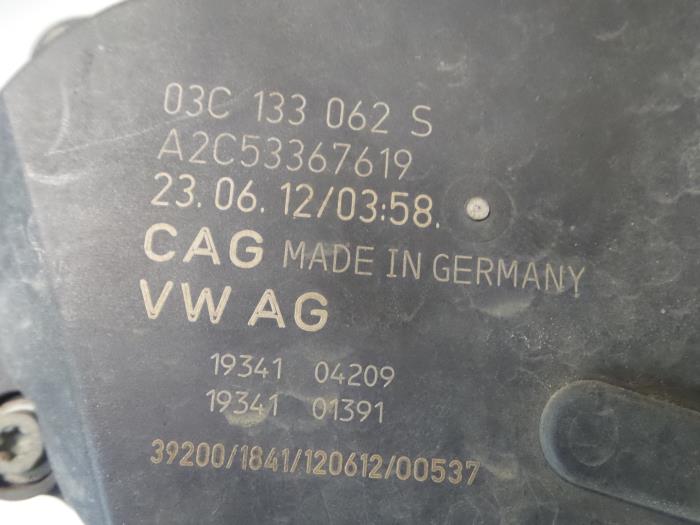 03C 133 062 S
A2C53367619
23.06.12/03:58.
CAG MADE IN GERMANY
VW AG
19341 04209
19341 01391
39200/1841/120612/00537